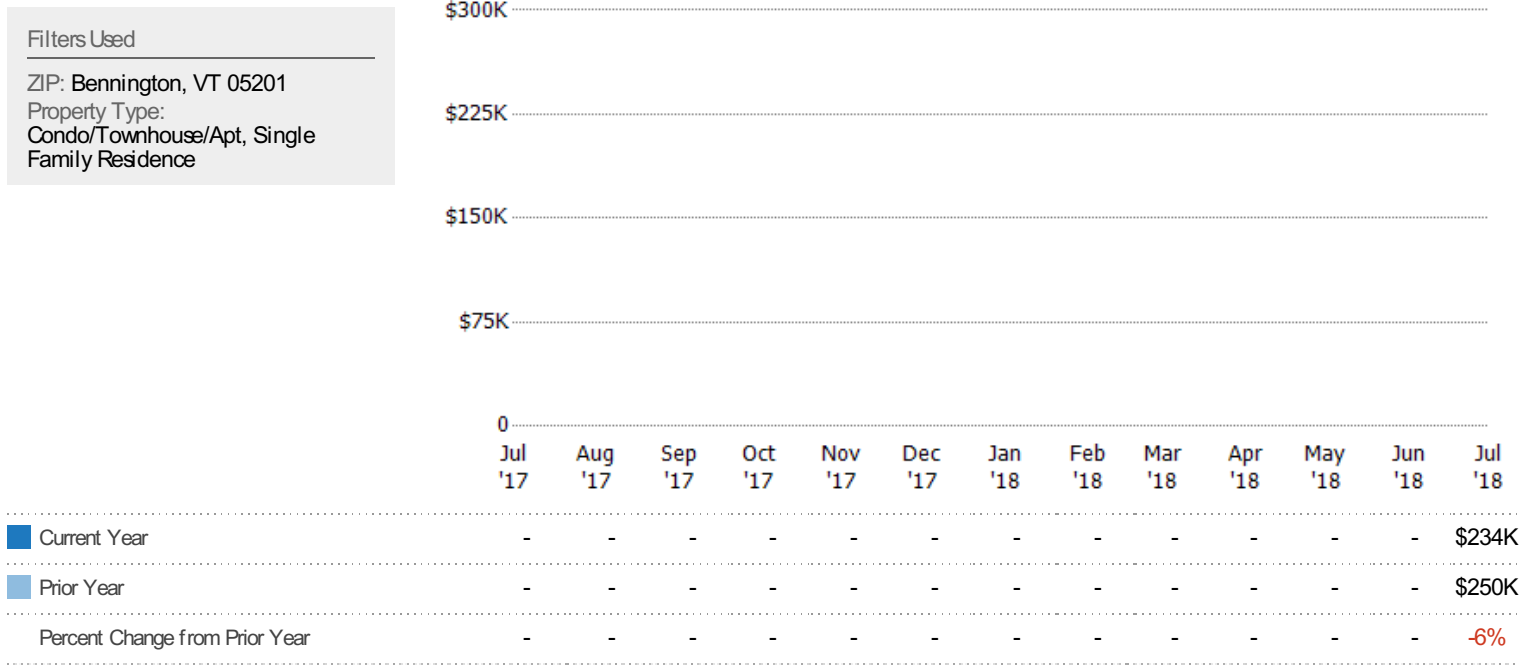 Filters Used
ZIP: Bennington, VT 05201
Property Type:
Condo/Townhouse/Apt, Single
Family Residence
$300K
$225K
$150K
$75K
0
Jul Aug Sep Oct Nov Dec Jan Feb Mar Apr May Jun Jul
'17 '17 '17 '17 '17 '17 '18 '18 '18 '18 '18 '18 '18
Current Year - - - - - - - - - - - - $234K
Prior Year - - - - - - - - - - - - $250K
Percent Change from Prior Year - - - - - - - - - - - - -6%